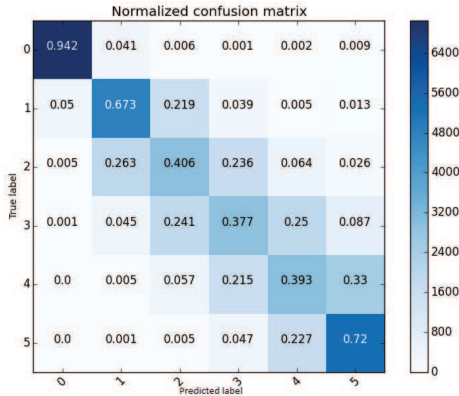 Normalized confusion matrix
0 0.942 0.041 0.006 0.001 0.002 0.009
1 0.05 0.673 0.219 0.039 0.005 0.013
2 0.005 0.263 0.406 0.236 0.064 0.026
3 0.001 0.045 0.241 0.377 0.25 0.087
4 0.0 0.005 0.057 0.215 0.393 0.33
5 0.0 0.001 0.005 0.047 0.227 0.72
True label
0 1 2 3 4 5
Predicted label
6400
5600
4800
4000
3200
2400
1600
800
0